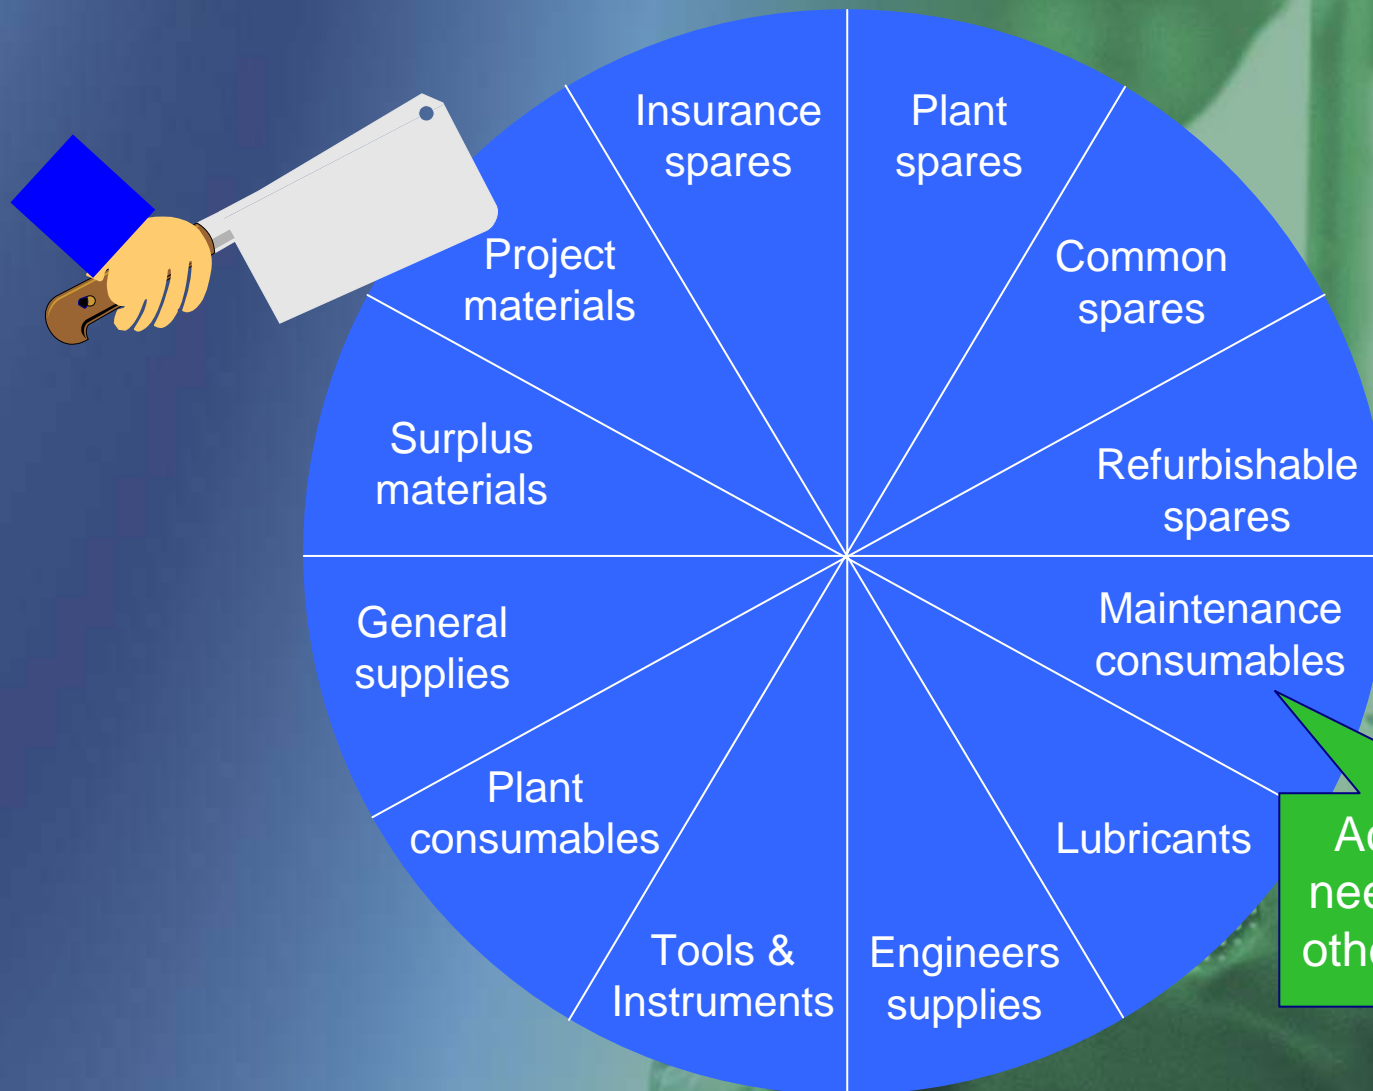 Insurance
spares
Plant
spares
Common
spares
Refurbishable
spares
Maintenance
consumables
Lubricants
Engineers
supplies
Tools &
Instruments
Plant
consumables
General
supplies
Surplus
materials
Project
materials